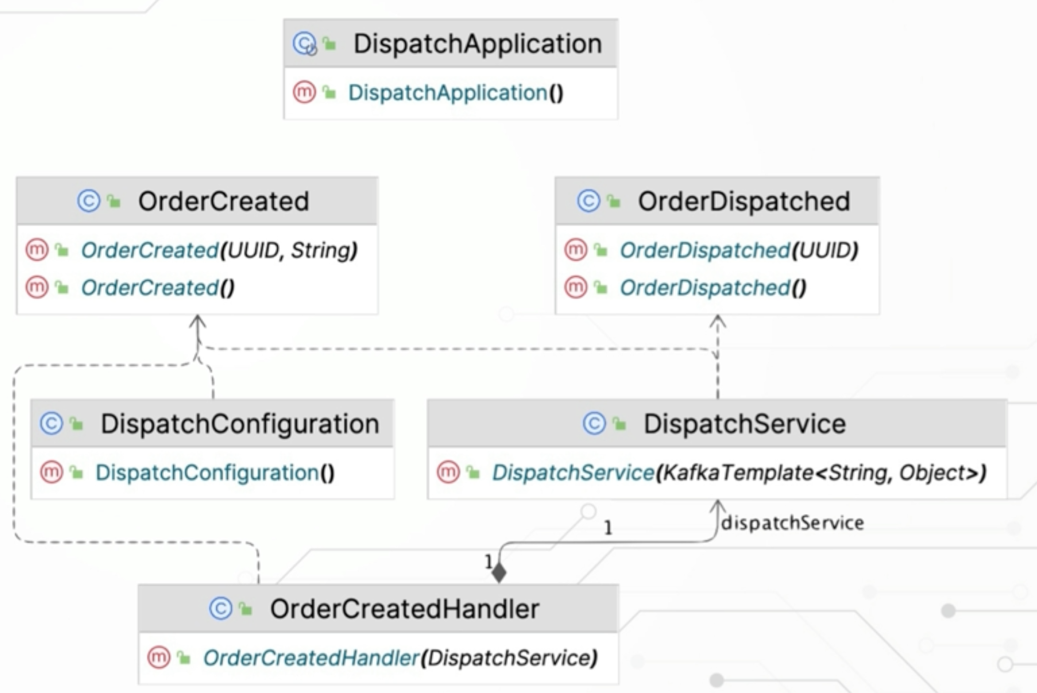 DispatchApplication
DispatchApplication()
OrderCreated
OrderCreated(UUID, String)
OrderCreated()
OrderDispatched
OrderDispatched(UUID)
OrderDispatched()
DispatchConfiguration
DispatchConfiguration()
DispatchService
DispatchService(KafkaTemplate<String, Object>)
1
dispatchService
1
OrderCreatedHandler
OrderCreatedHandler(DispatchService)